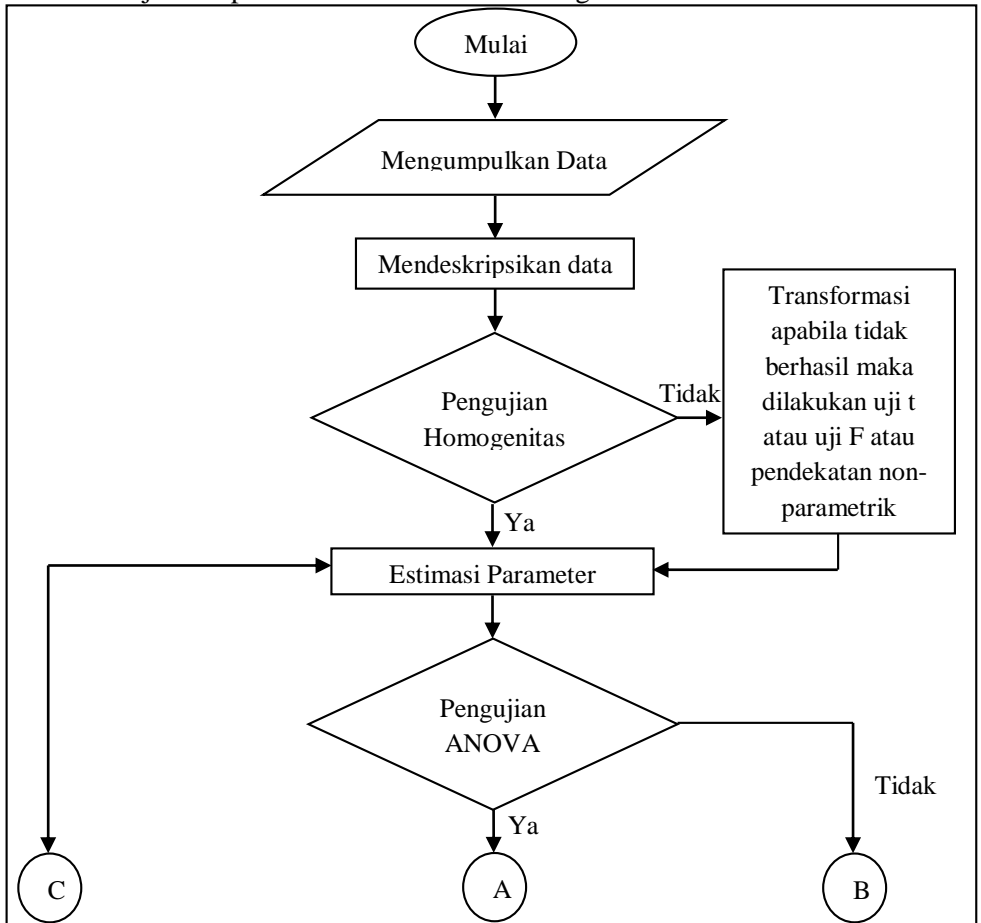 Mulai
Mengumpulkan Data
Mendeskripsikan data
Transformasi
apabila tidak
berhasil maka
dilakukan uji t
atau uji F atau
pendekatan non-
parametrik
Tidak
Pengujian
Homogenitas
Ya
Estimasi Parameter
Pengujian
ANOVA
Tidak
Ya
C
A
B